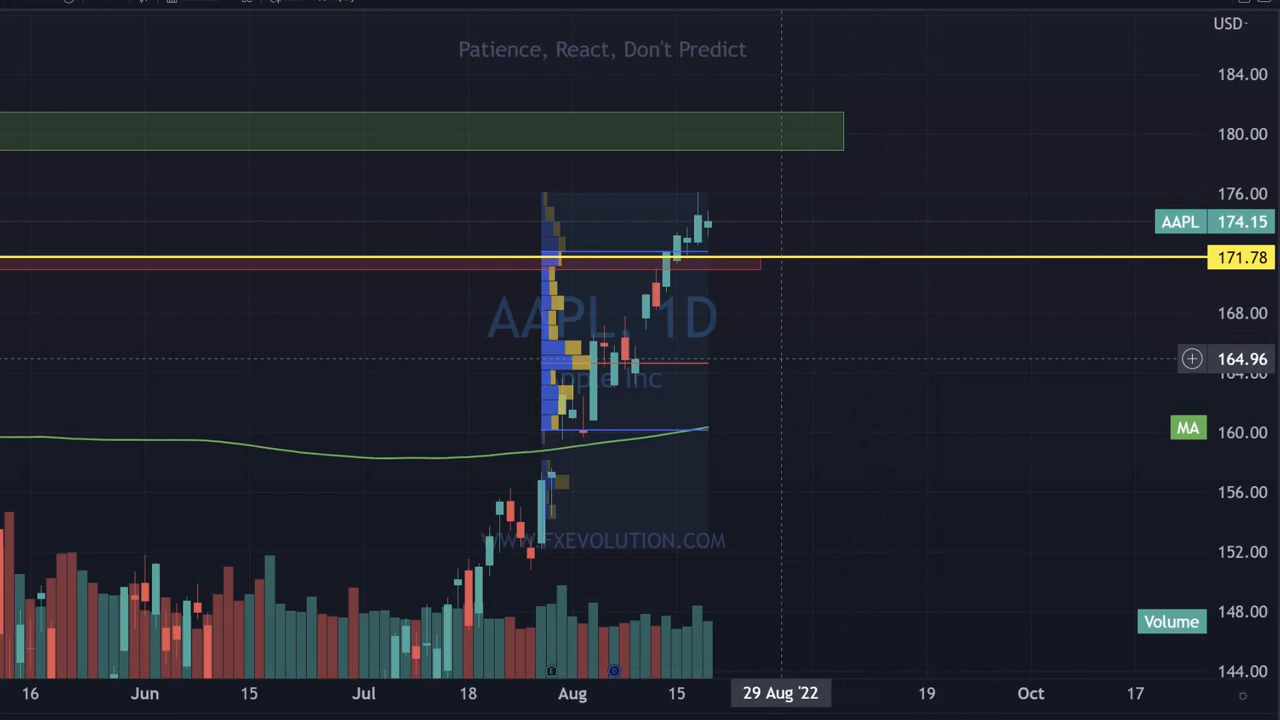 Patience, React, Don't Predict
USD
184.00
180.00
176.00
AAPL 174.15
171.78
168.00
AAPL, 1D
164.96
164.00
Apple Inc
MA
160.00
156.00
WWW.FXEVOLUTION.COM
152.00
148.00
Volume
E
D
144.00
16 Jun 15 Jul 18 Aug 15 29 Aug '22 19 Oct 17